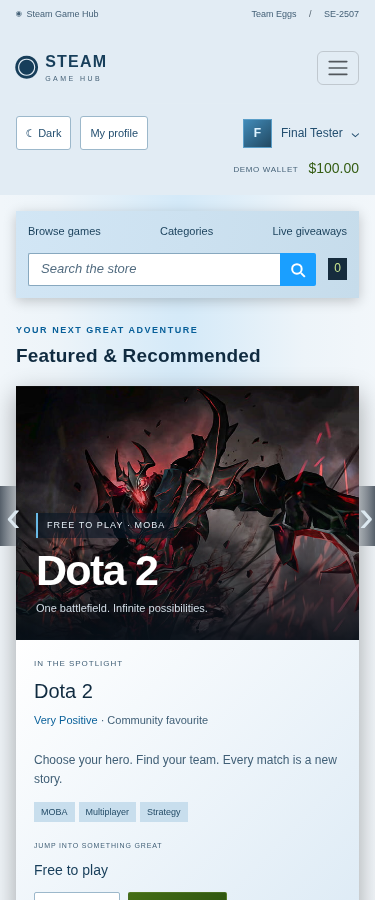 Steam Game Hub
Team Eggs / SE-2507
STEAM
GAME HUB
☾ Dark
My profile
F
Final Tester
DEMO WALLET $100.00
Browse games
Categories
Live giveaways
Search the store
0
YOUR NEXT GREAT ADVENTURE
Featured & Recommended
FREE TO PLAY · MOBA
Dota 2
One battlefield. Infinite possibilities.
IN THE SPOTLIGHT
Dota 2
Very Positive · Community favourite
Choose your hero. Find your team. Every match is a new
story.
MOBA
Multiplayer
Strategy
JUMP INTO SOMETHING GREAT
Free to play